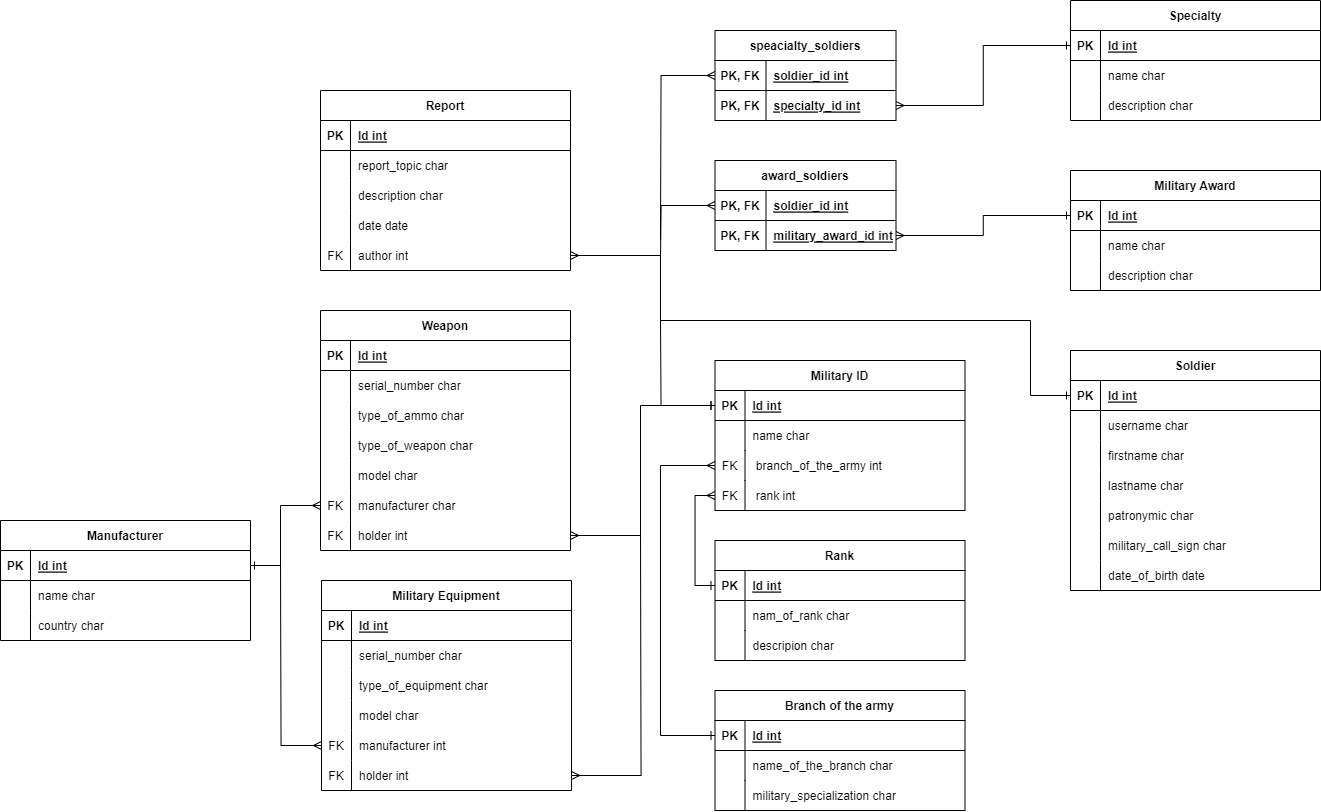 Specialty
PK Id int
name char
description char
speacialty_soldiers
PK, FK soldier_id int
PK, FK specialty_id int
Report
PK Id int
report_topic char
description char
date date
FK author int
award_soldiers
PK, FK soldier_id int
PK, FK military_award_id int
Military Award
PK Id int
name char
description char
Weapon
PK Id int
serial_number char
type_of_ammo char
type_of_weapon char
model char
FK manufacturer char
FK holder int
Military ID
PK Id int
name char
FK branch_of_the_army int
FK rank int
Soldier
PK Id int
username char
firstname char
lastname char
patronymic char
military_call_sign char
date_of_birth date
Manufacturer
PK Id int
name char
country char
Rank
PK Id int
nam_of_rank char
descripion char
Military Equipment
PK Id int
serial_number char
type_of_equipment char
model char
FK manufacturer int
FK holder int
Branch of the army
PK Id int
name_of_the_branch char
military_specialization char